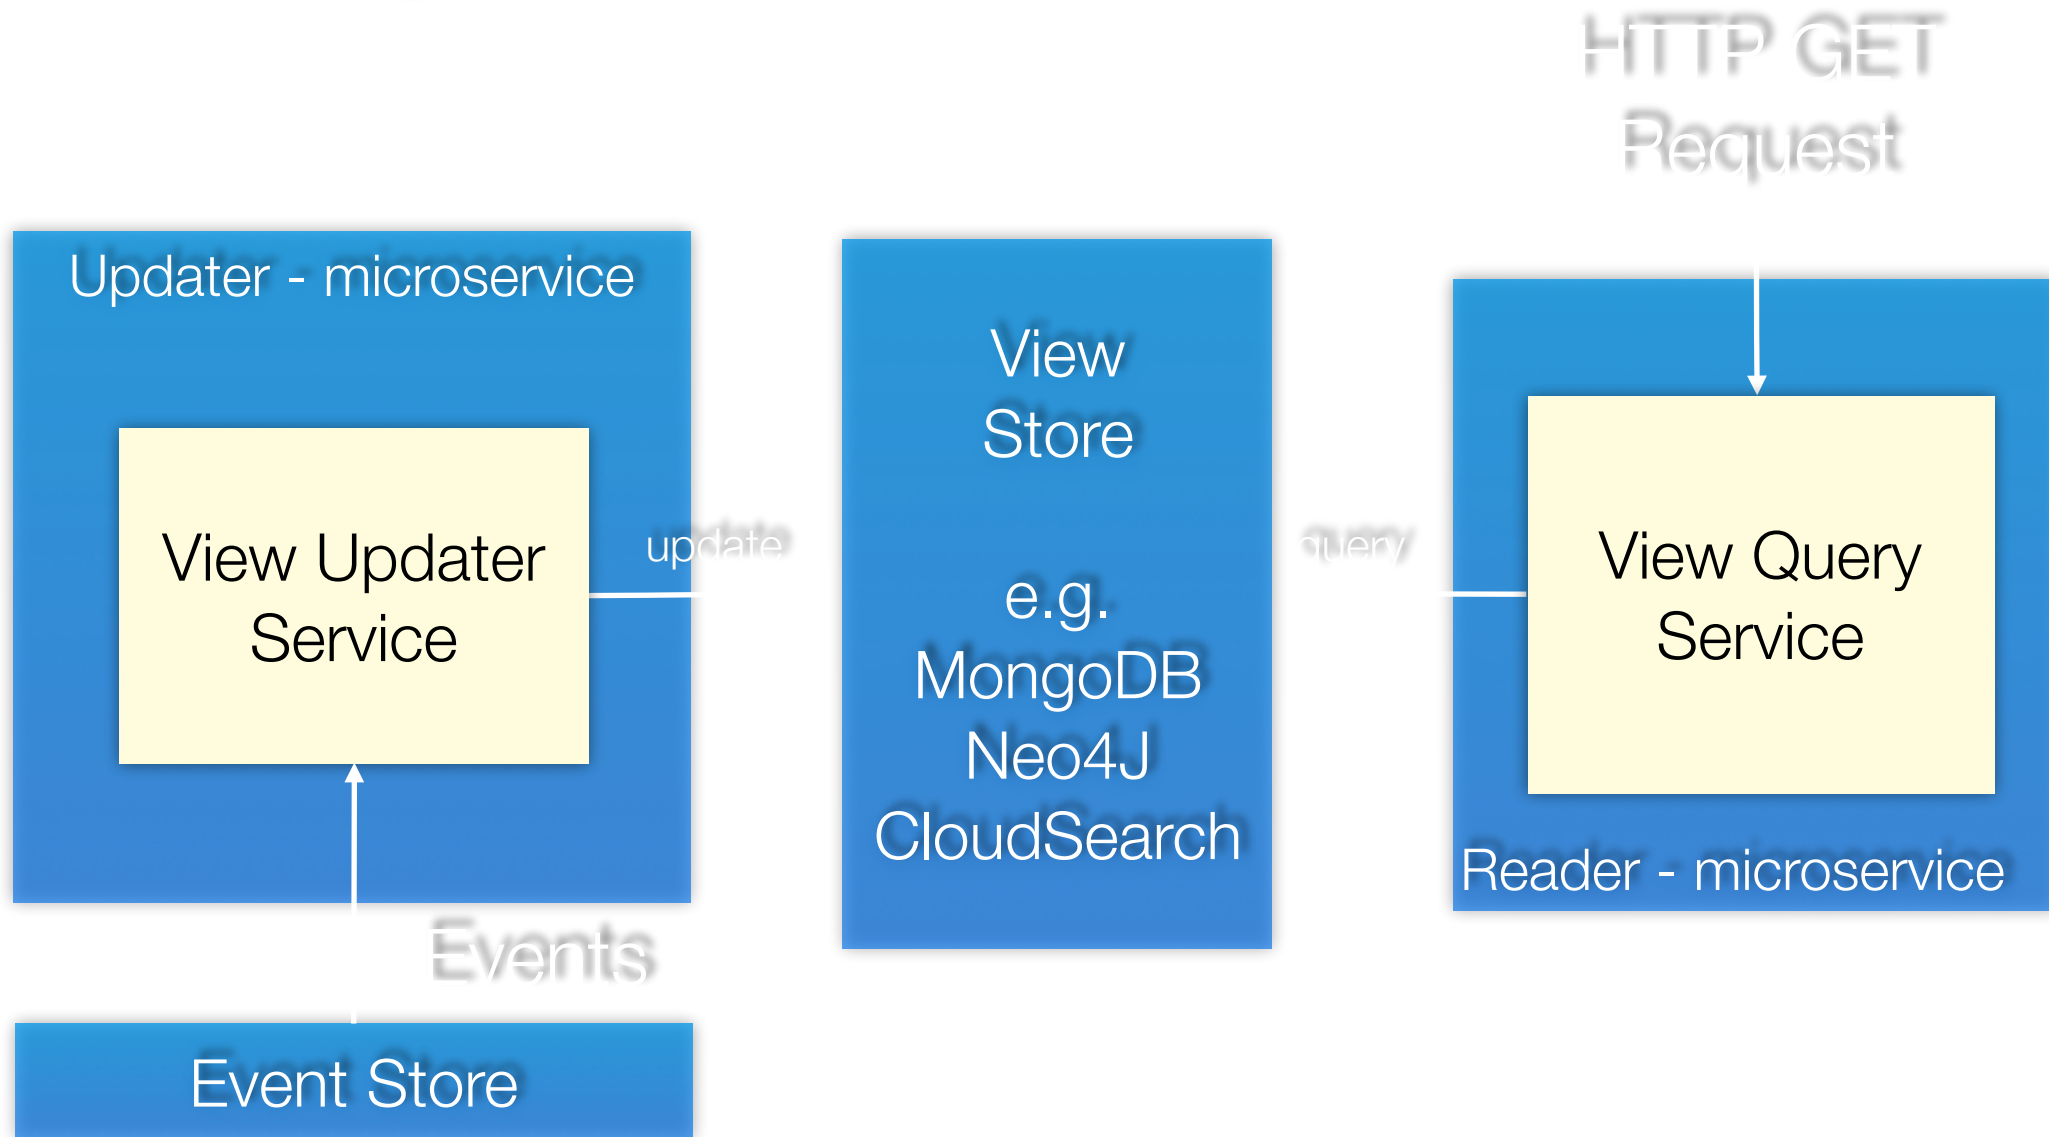 HTTP GET
Request
Updater - microservice
View Updater
Service
update
View
Store
e.g.
MongoDB
Neo4J
CloudSearch
query
View Query
Service
Reader - microservice
Events
Event Store